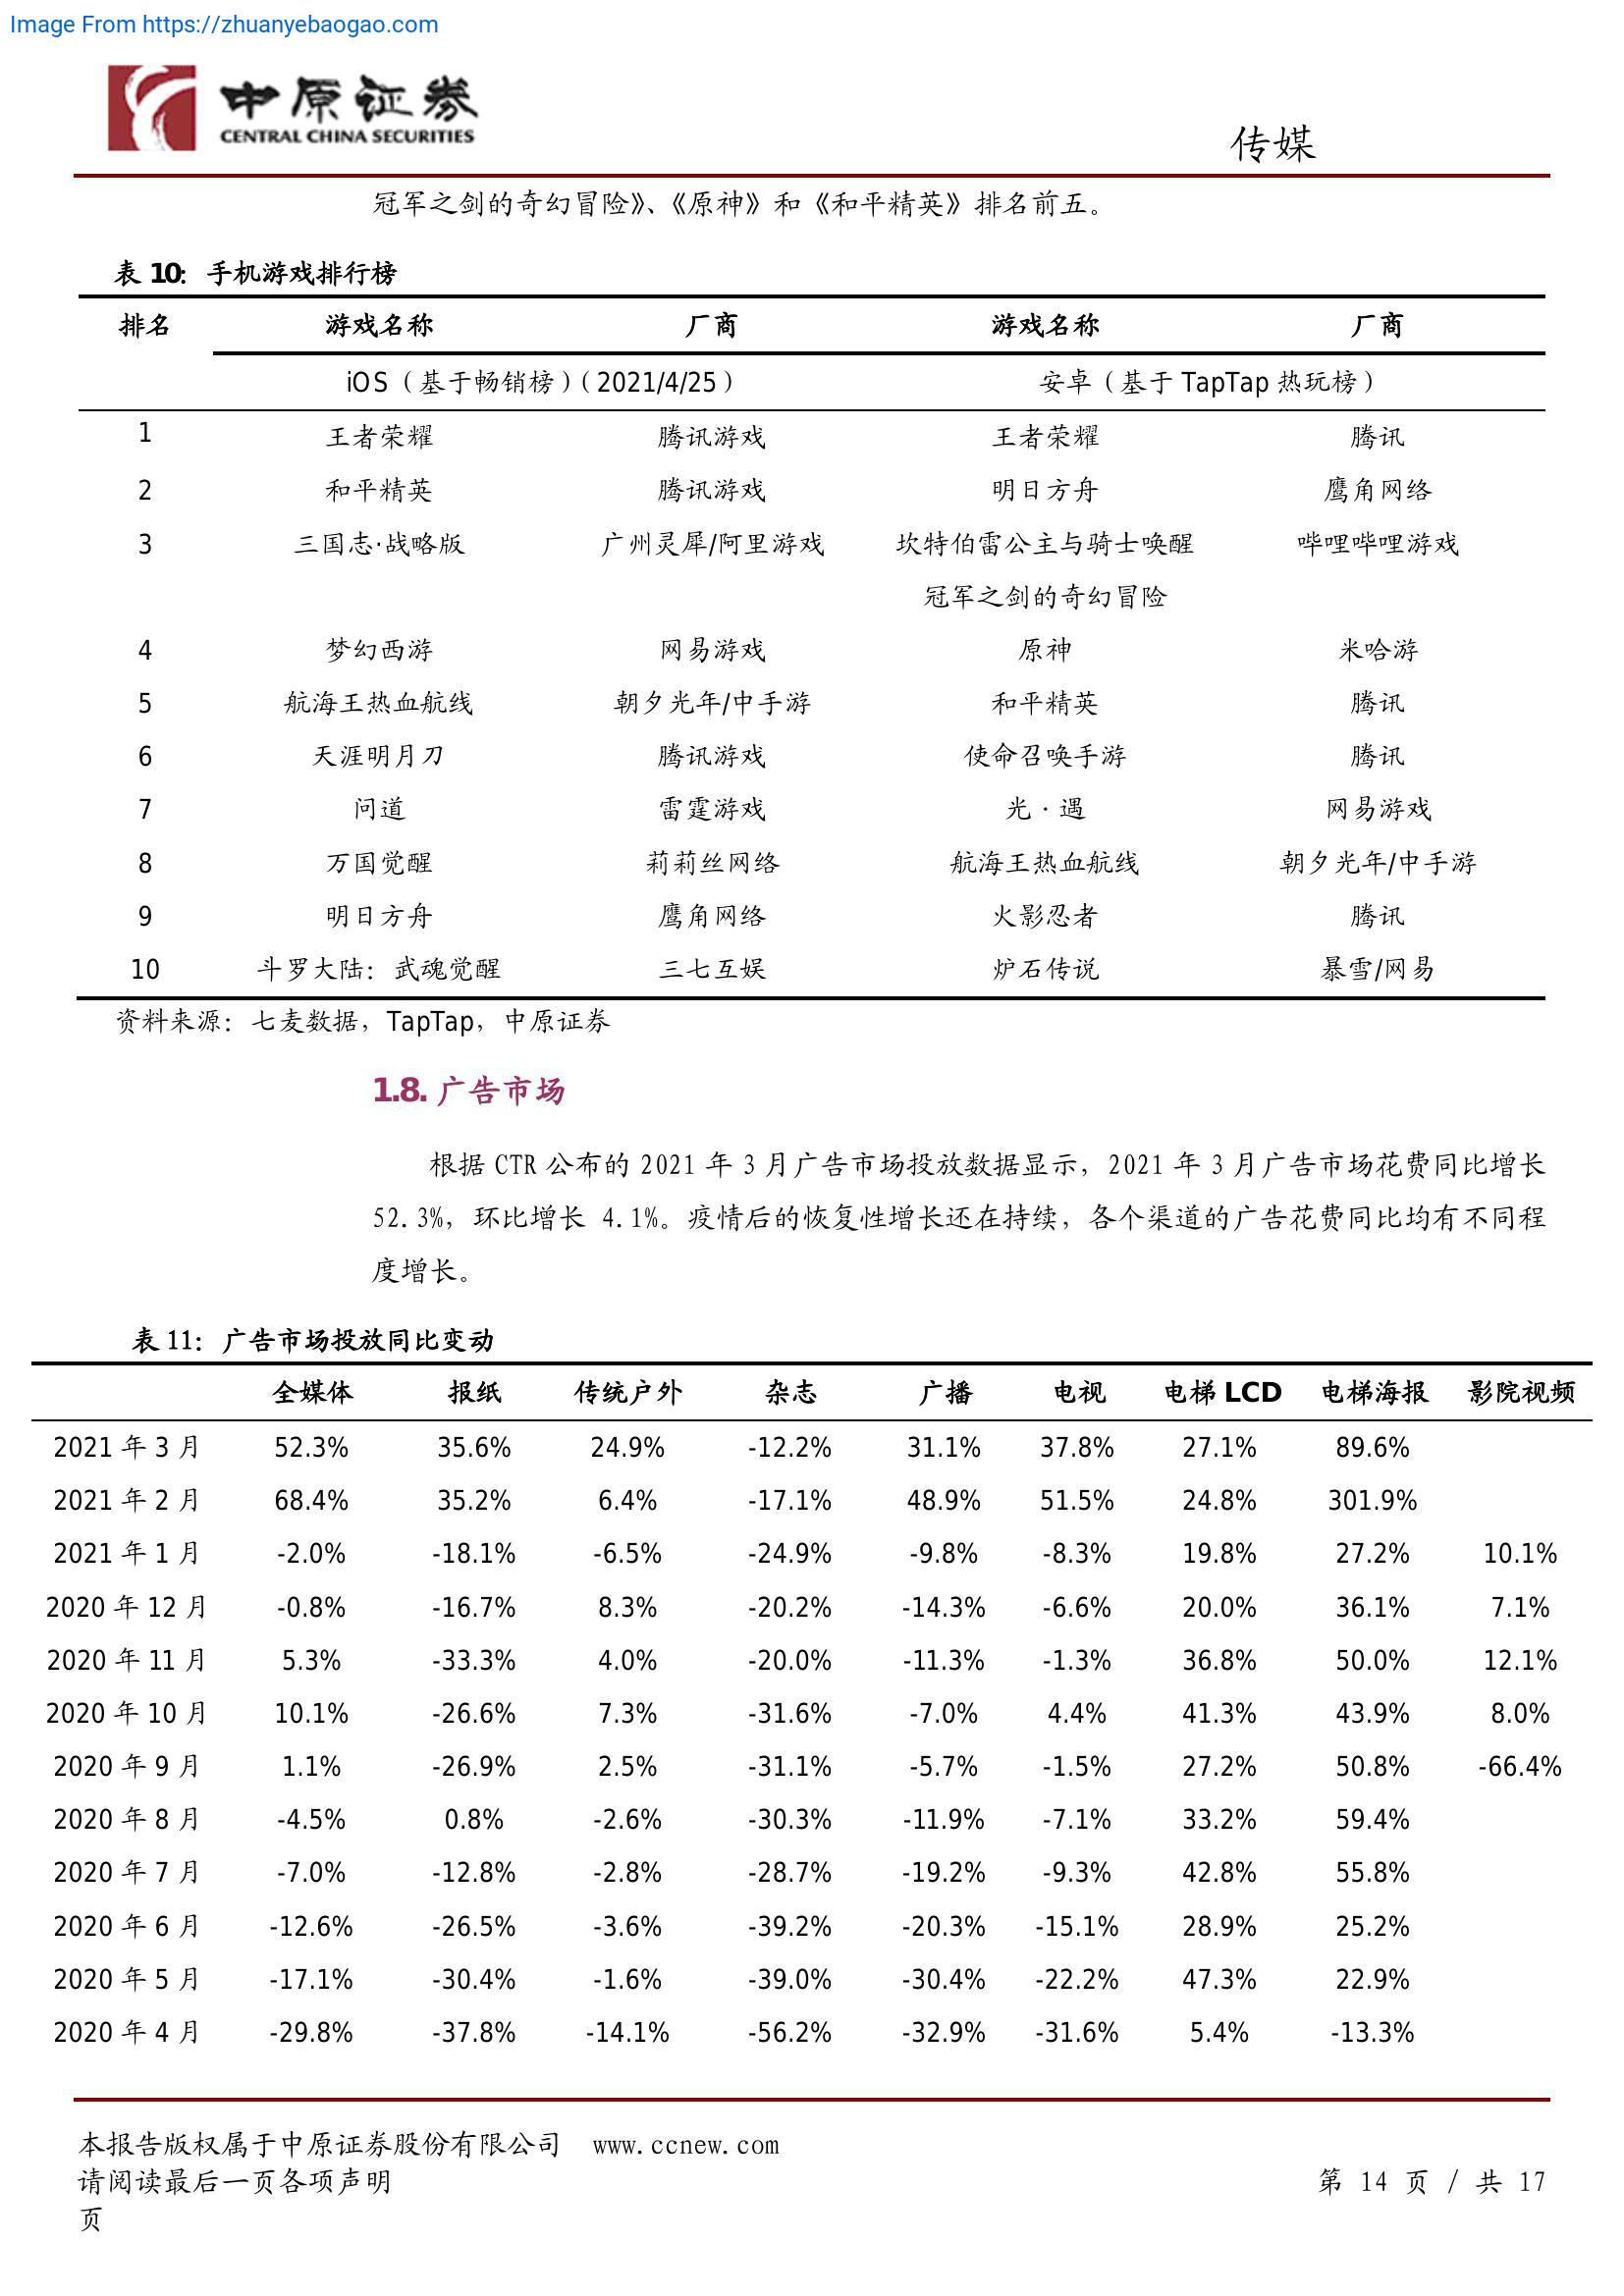 Image From https://zhuanyebaogao.com
中原证券
CENTRAL CHINA SECURITIES
传媒
冠军之剑的奇幻冒险》、《原神》和《和平精英》排名前五。
表 10: 手机游戏排行榜
排名 游戏名称 厂商 游戏名称 厂商
iOS（基于畅销榜）（2021/4/25） 安卓（基于 TapTap 热玩榜）
1 王者荣耀 腾讯游戏 王者荣耀 腾讯
2 和平精英 腾讯游戏 明日方舟 鹰角网络
3 三国志·战略版 广州灵犀/阿里游戏 坎特伯雷公主与骑士唤醒 哔哩哔哩游戏
冠军之剑的奇幻冒险
4 梦幻西游 网易游戏 原神 米哈游
5 航海王热血航线 朝夕光年/中手游 和平精英 腾讯
6 天涯明月刀 腾讯游戏 使命召唤手游 腾讯
7 问道 雷霆游戏 光·遇 网易游戏
8 万国觉醒 莉莉丝网络 航海王热血航线 朝夕光年/中手游
9 明日方舟 鹰角网络 火影忍者 腾讯
10 斗罗大陆：武魂觉醒 三七互娱 炉石传说 暴雪/网易
资料来源：七麦数据，TapTap，中原证券
1.8. 广告市场
根据 CTR 公布的 2021 年 3 月广告市场投放数据显示，2021 年 3 月广告市场花费同比增长
52.3%，环比增长 4.1%。疫情后的恢复性增长还在持续，各个渠道的广告花费同比均有不同程
度增长。
表 11：广告市场投放同比变动
全媒体 报纸 传统户外 杂志 广播 电视 电梯 LCD 电梯海报 影院视频
2021 年 3 月 52.3% 35.6% 24.9% -12.2% 31.1% 37.8% 27.1% 89.6%
2021 年 2 月 68.4% 35.2% 6.4% -17.1% 48.9% 51.5% 24.8% 301.9%
2021 年 1 月 -2.0% -18.1% -6.5% -24.9% -9.8% -8.3% 19.8% 27.2% 10.1%
2020 年 12 月 -0.8% -16.7% 8.3% -20.2% -14.3% -6.6% 20.0% 36.1% 7.1%
2020 年 11 月 5.3% -33.3% 4.0% -20.0% -11.3% -1.3% 36.8% 50.0% 12.1%
2020 年 10 月 10.1% -26.6% 7.3% -31.6% -7.0% 4.4% 41.3% 43.9% 8.0%
2020 年 9 月 1.1% -26.9% 2.5% -31.1% -5.7% -1.5% 27.2% 50.8% -66.4%
2020 年 8 月 -4.5% 0.8% -2.6% -30.3% -11.9% -7.1% 33.2% 59.4%
2020 年 7 月 -7.0% -12.8% -2.8% -28.7% -19.2% -9.3% 42.8% 55.8%
2020 年 6 月 -12.6% -26.5% -3.6% -39.2% -20.3% -15.1% 28.9% 25.2%
2020 年 5 月 -17.1% -30.4% -1.6% -39.0% -30.4% -22.2% 47.3% 22.9%
2020 年 4 月 -29.8% -37.8% -14.1% -56.2% -32.9% -31.6% 5.4% -13.3%
本报告版权属于中原证券股份有限公司 www.ccnew.com
请阅读最后一页各项声明 第 14 页 / 共 17
页